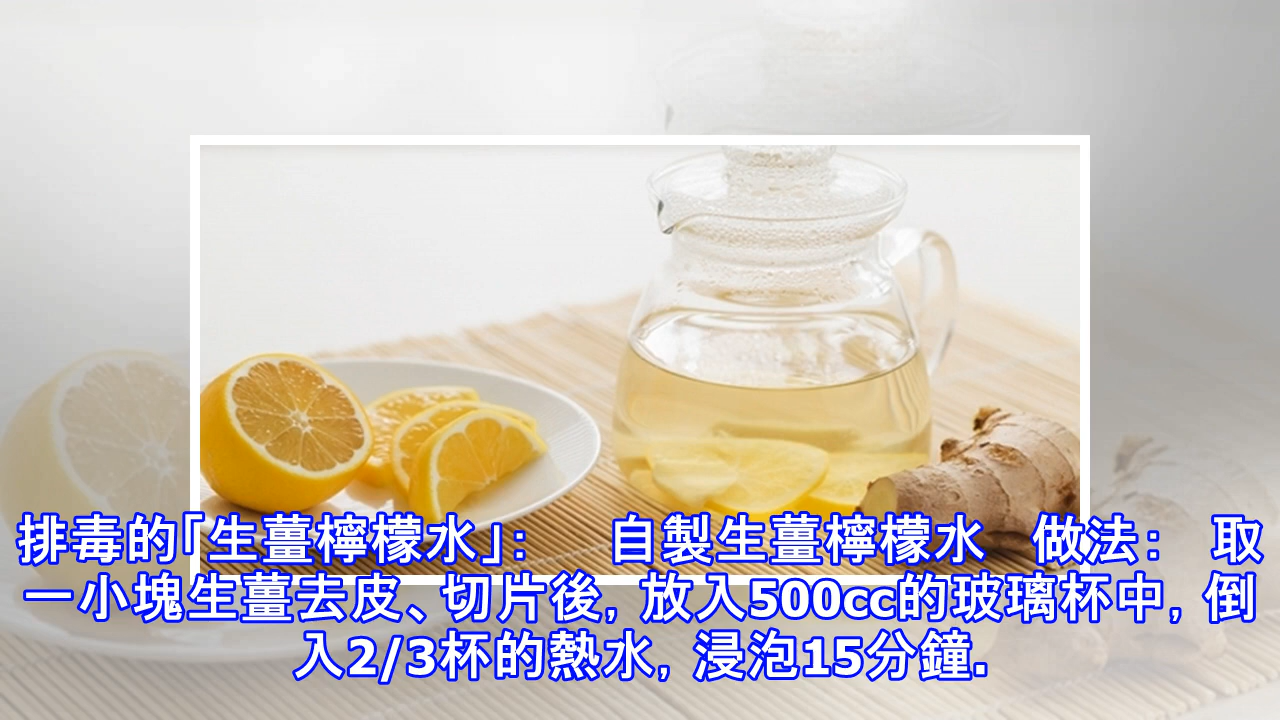 排毒的「生薑檸檬水」： 自製生薑檸檬水 做法： 取
一小塊生薑去皮、切片後, 放入500cc的玻璃杯中, 倒
入2/3杯的熱水, 浸泡15分鐘.